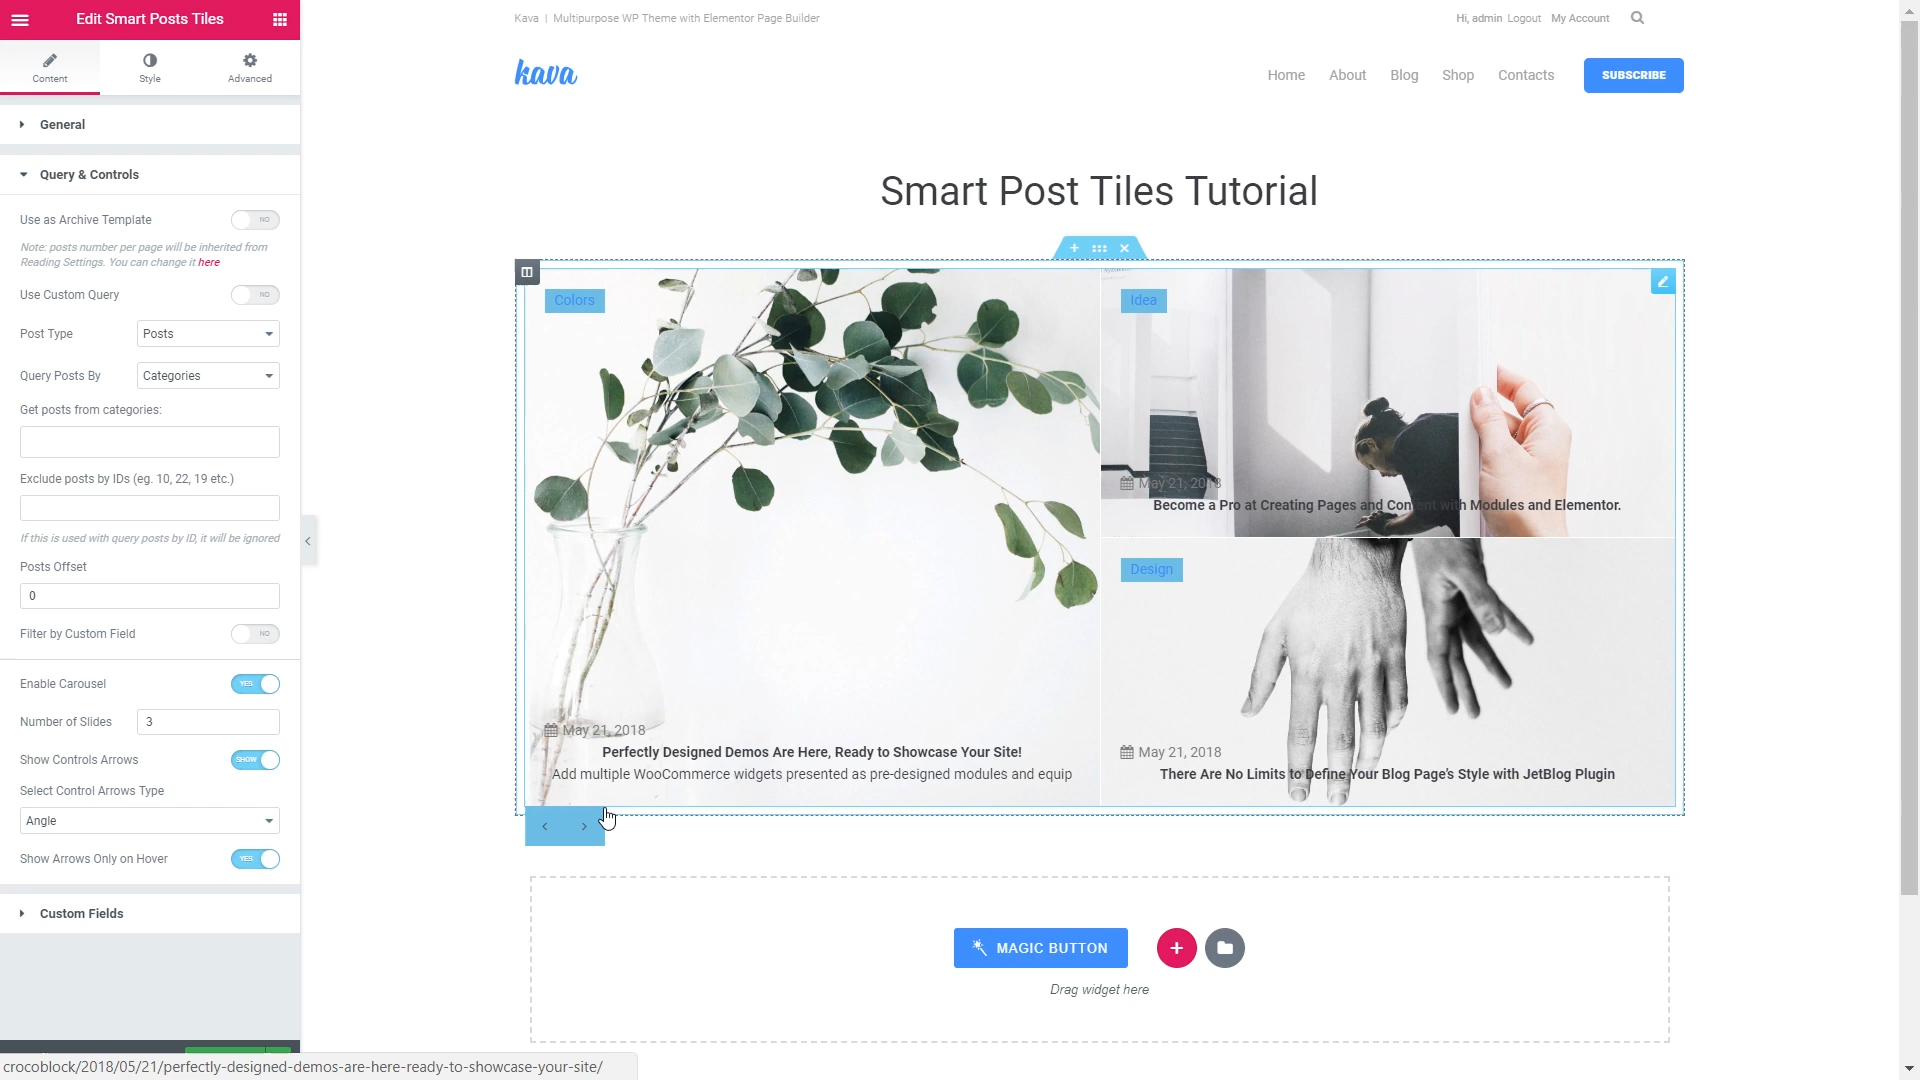 Edit Smart Posts Tiles
Content
Style
Advanced
General
Query & Controls
Use as Archive Template
NO
Note: posts number per page will be inherited from
Reading Settings. You can change it here
Use Custom Query
NO
Post Type
Posts
Query Posts By
Categories
Get posts from categories:
Exclude posts by IDs (eg. 10, 22, 19 etc.)
If this is used with query posts by ID, it will be ignored
Posts Offset
0
Filter by Custom Field
NO
Enable Carousel
YES
Number of Slides
3
Show Controls Arrows
SHOW
Select Control Arrows Type
Angle
Show Arrows Only on Hover
YES
Custom Fields
crocoblock/2018/05/21/perfectly-designed-demos-are-here-ready-to-showcase-your-site/
Kava | Multipurpose WP Theme with Elementor Page Builder
Hi, admin Logout My Account
kava
Home
About
Blog
Shop
Contacts
SUBSCRIBE
Smart Post Tiles Tutorial
Colors
May 21, 2018
Perfectly Designed Demos Are Here, Ready to Showcase Your Site!
Add multiple WooCommerce widgets presented as pre-designed modules and equip
Idea
May 21, 2018
Become a Pro at Creating Pages and Content with Modules and Elementor.
Design
May 21, 2018
There Are No Limits to Define Your Blog Page's Style with JetBlog Plugin
MAGIC BUTTON
Drag widget here